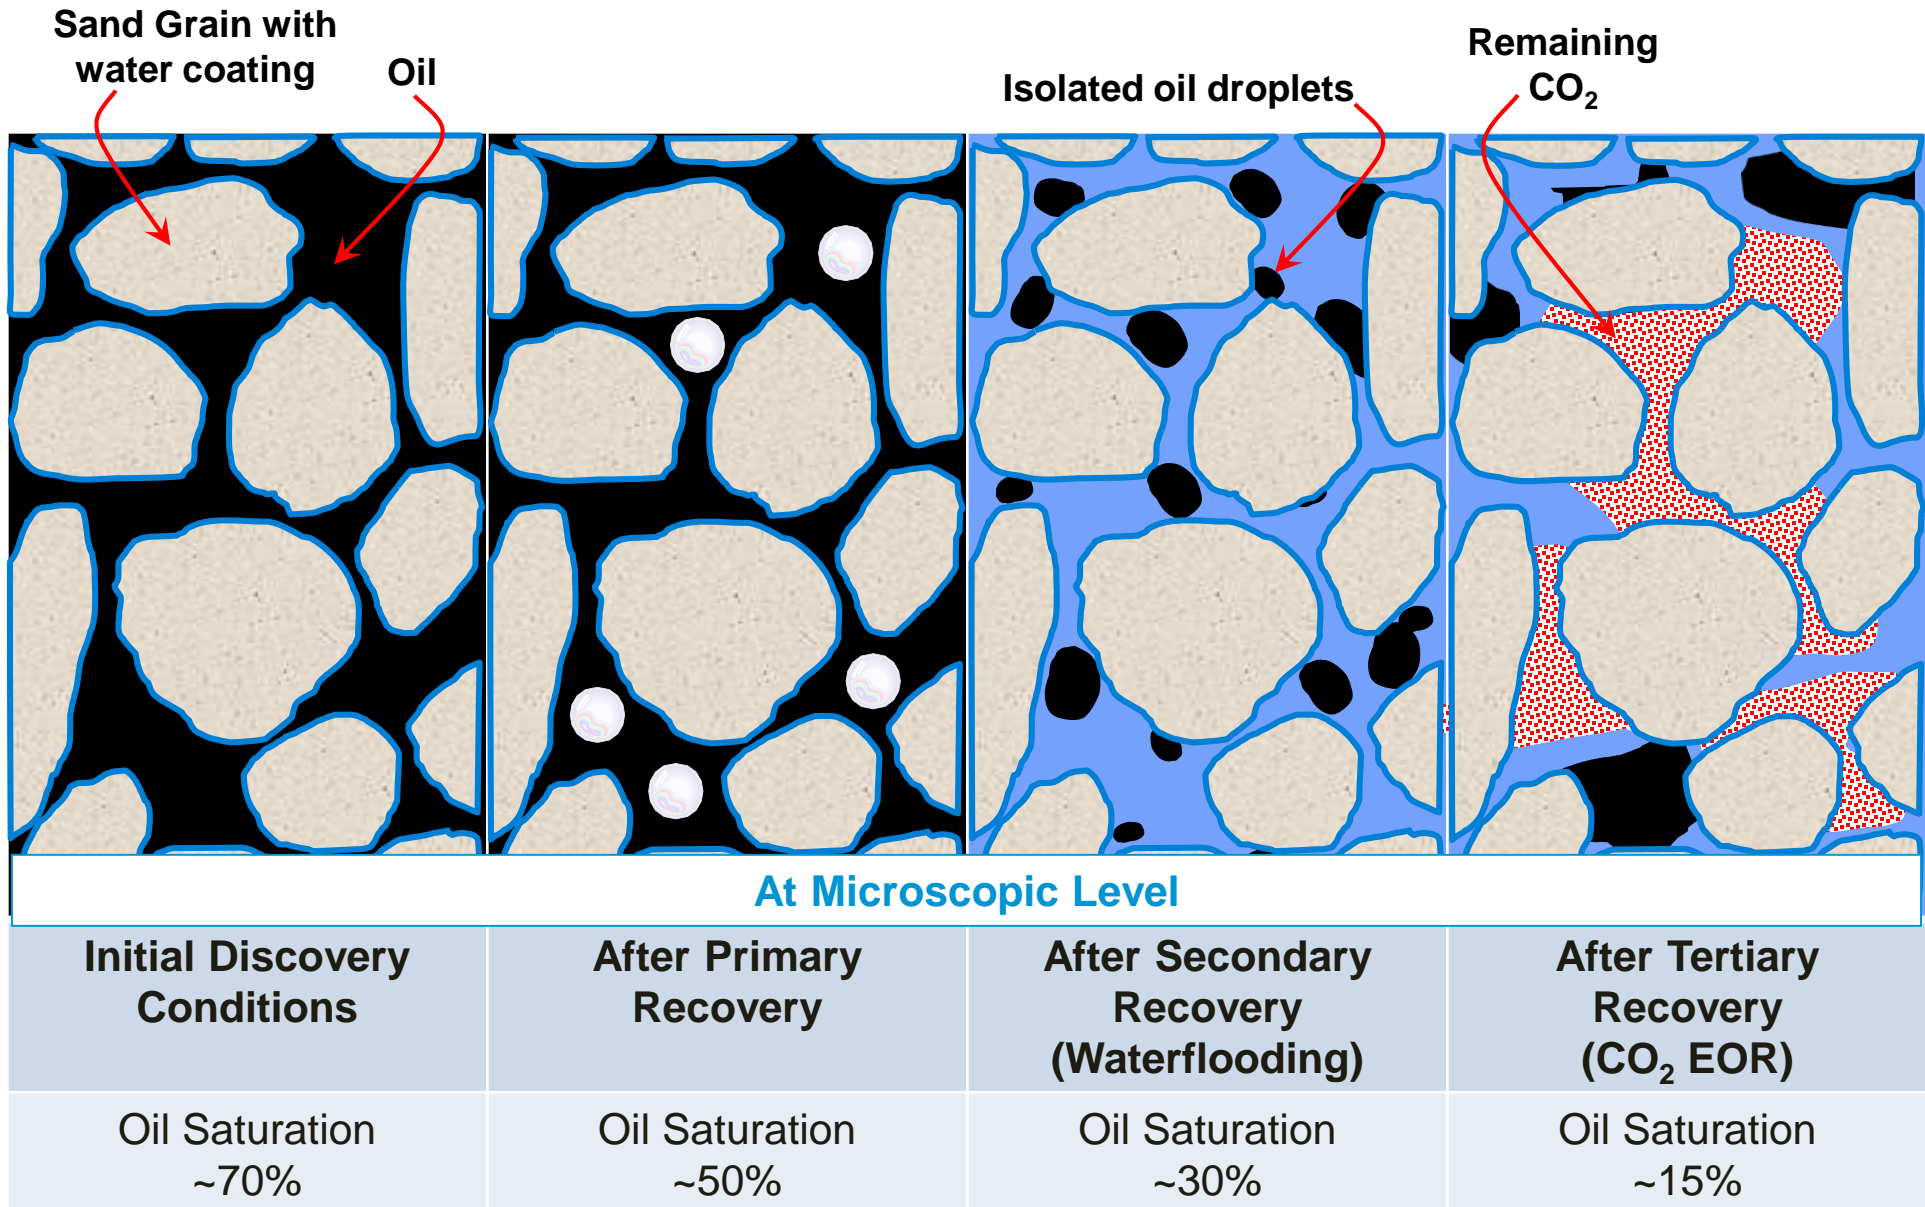 Sand Grain with
water coating
Oil
Isolated oil droplets
Remaining
CO₂
At Microscopic Level
Initial Discovery
Conditions
After Primary
Recovery
After Secondary
Recovery
(Waterflooding)
After Tertiary
Recovery
(CO₂ EOR)
Oil Saturation
~70%
Oil Saturation
~50%
Oil Saturation
~30%
Oil Saturation
~15%